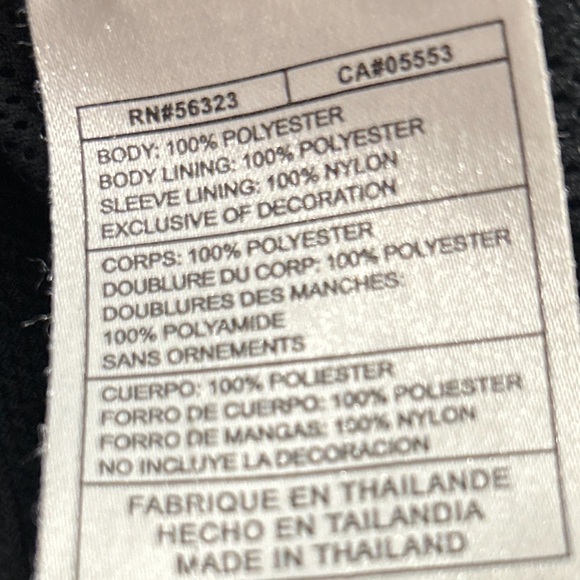 RN#56323 CA#05553
BODY: 100% POLYESTER
BODY LINING: 100% POLYESTER
SLEEVE LINING: 100% NYLON
EXCLUSIVE OF DECORATION
CORPS: 100% POLYESTER
DOUBLURE DU CORP: 100% POLYESTER
DOUBLURES DES MANCHES:
100% POLYAMIDE
SANS ORNEMENTS
CUERPO: 100% POLIESTER
FORRO DE CUERPO: 100% POLIESTER
FORRO DE MANGAS: 100% NYLON
NO INCLUYE LA DECORACION
FABRIQUE EN THAILANDE
HECHO EN TAILANDIA
MADE IN THAILAND